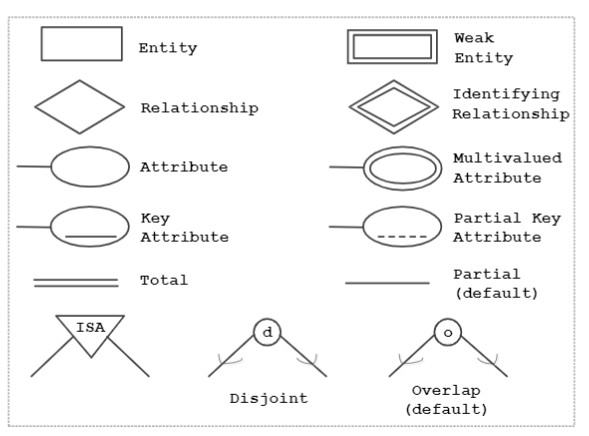 Entity
Weak
Entity
Relationship
Identifying
Relationship
Attribute
Multivalued
Attribute
Key
Attribute
Partial Key
Attribute
Total
Partial
(default)
ISA
d
Disjoint
o
Overlap
(default)